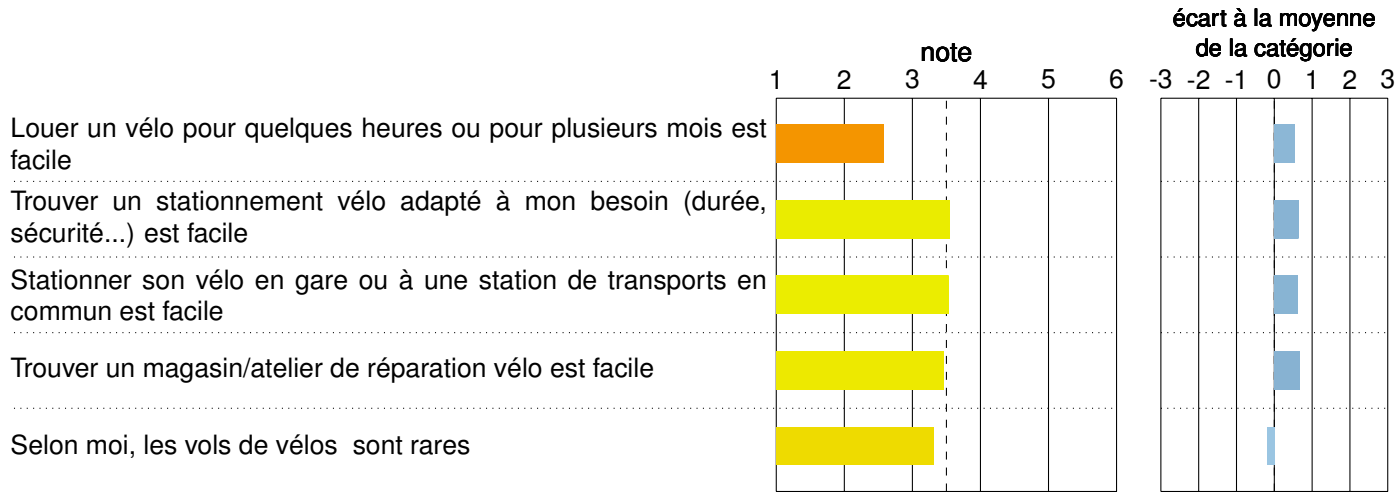 écart à la moyenne
note de la catégorie
1 2 3 4 5 6 -3 -2 -1 0 1 2 3
Louer un vélo pour quelques heures ou pour plusieurs mois est
facile
Trouver un stationnement vélo adapté à mon besoin (durée,
sécurité...) est facile
Stationner son vélo en gare ou à une station de transports en
commun est facile
Trouver un magasin/atelier de réparation vélo est facile
Selon moi, les vols de vélos sont rares